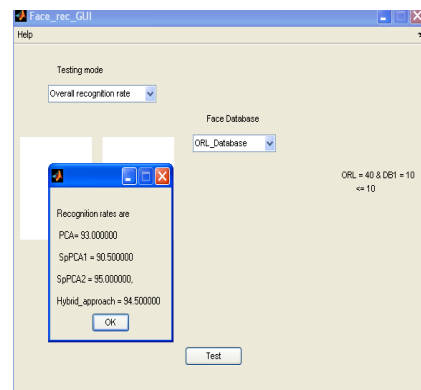 Face_rec_GUI
Help
Testing mode
Overall recognition rate
Face Database
ORL_Database
ORL = 40 & DB1 = 10
<= 10
Recognition rates are
PCA= 93.000000
SpPCA1 = 90.500000
SpPCA2 = 95.000000,
Hybrid_approach = 94.500000
OK
Test